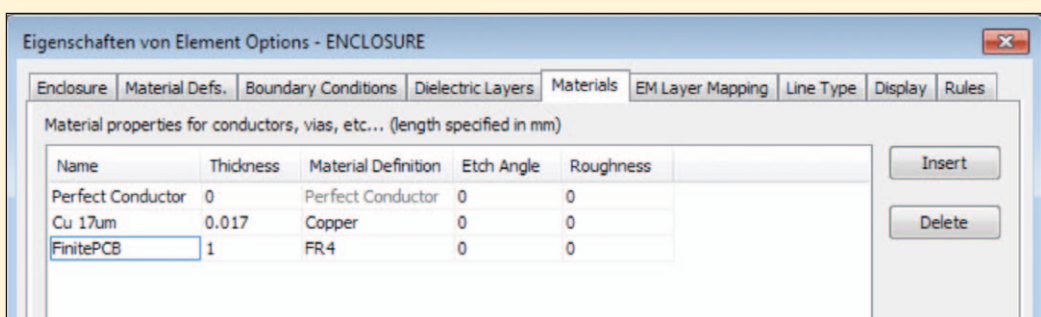 Eigenschaften von Element Options - ENCLOSURE
Enclosure Material Defs. Boundary Conditions Dielectric Layers Materials EM Layer Mapping Line Type Display Rules
Material properties for conductors, vias, etc... (length specified in mm)
Name Thickness Material Definition Etch Angle Roughness
Insert
Perfect Conductor 0 Perfect Conductor 0 0
Cu 17um 0.017 Copper 0 0
Delete
FinitePCB 1 FR4 0 0